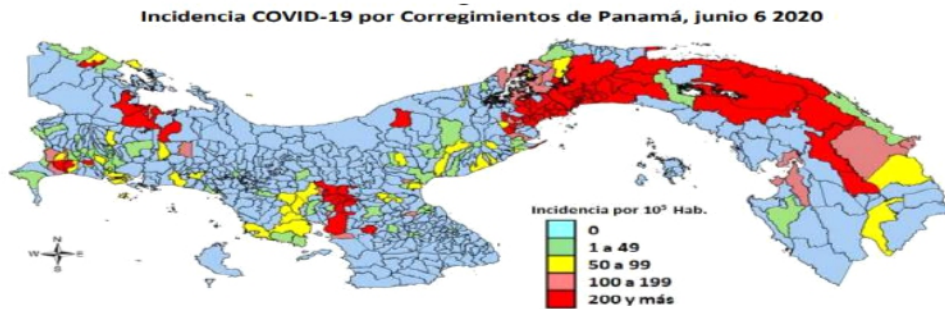 Incidencia COVID-19 por Corregimientos de Panamá, junio 6 2020
Incidencia por 10⁵ Hab.
0
1 a 49
50 a 99
100 a 199
200 y más
N
W E
S